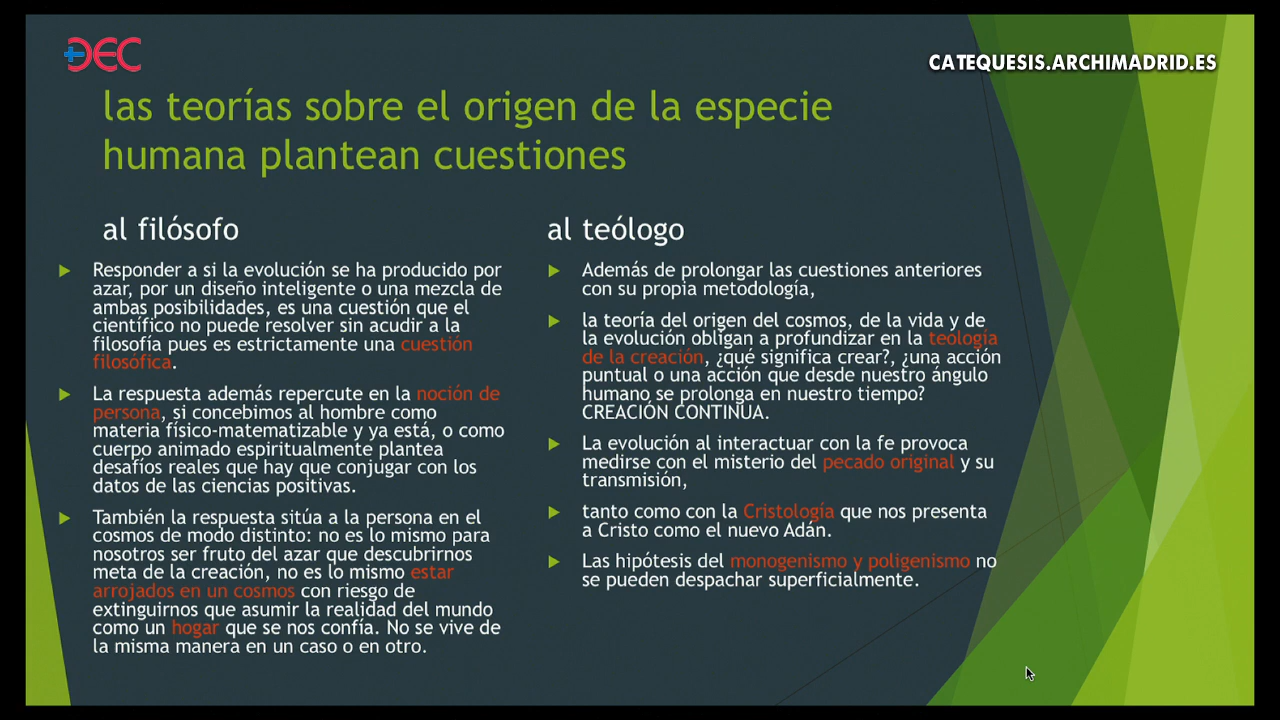 DEC
CATEQUESIS.ARCHIMADRID.ES
las teorías sobre el origen de la especie
humana plantean cuestiones
al filósofo
Responder a si la evolución se ha producido por
azar, por un diseño inteligente o una mezcla de
ambas posibilidades, es una cuestión que el
científico no puede resolver sin acudir a la
filosofía pues es estrictamente una cuestión
filosófica.
La respuesta además repercute en la noción de
persona, si concebimos al hombre como
materia físico-matematizable y ya está, o como
cuerpo animado espiritualmente plantea
desafíos reales que hay que conjugar con los
datos de las ciencias positivas.
También la respuesta sitúa a la persona en el
cosmos de modo distinto: no es lo mismo para
nosotros ser fruto del azar que descubrirnos
meta de la creación, no es lo mismo estar
arrojados en un cosmos con riesgo de
extinguirnos que asumir la realidad del mundo
como un hogar que se nos confía. No se vive de
la misma manera en un caso o en otro.
al teólogo
Además de prolongar las cuestiones anteriores
con su propia metodología,
la teoría del origen del cosmos, de la vida y de
la evolución obligan a profundizar en la teología
de la creación, ¿qué significa crear?, ¿una acción
puntual o una acción que desde nuestro ángulo
humano se prolonga en nuestro tiempo?
CREACIÓN CONTINUA.
La evolución al interactuar con la fe provoca
medirse con el misterio del pecado original y su
transmisión,
tanto como con la Cristología que nos presenta
a Cristo como el nuevo Adán.
Las hipótesis del monogenismo y poligenismo no
se pueden despachar superficialmente.